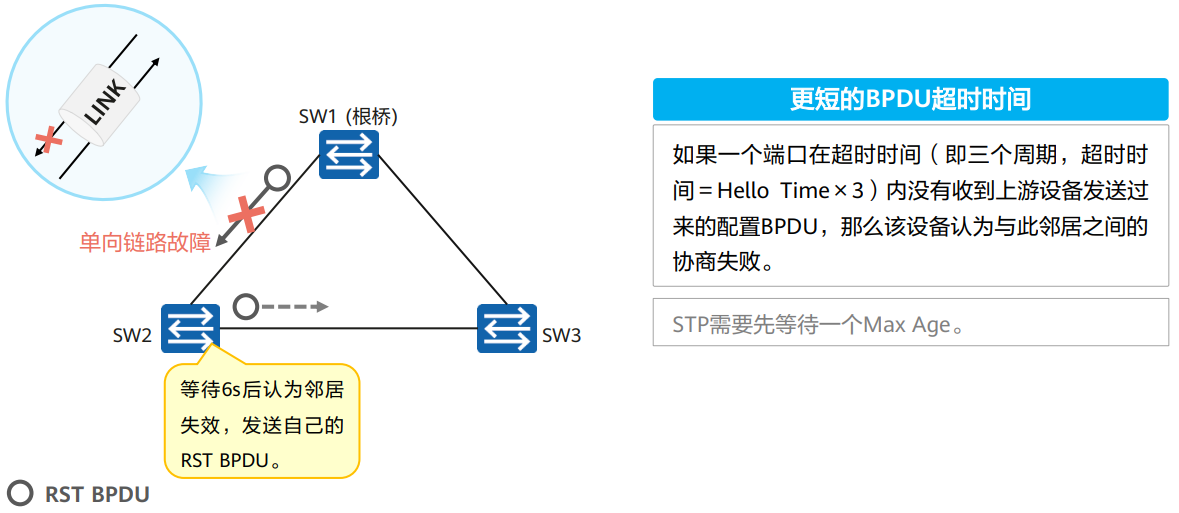 LINK
SW1 (根桥)
单向链路故障
SW2
SW3
等待6s后认为邻居
失效，发送自己的
RST BPDU。
RST BPDU
更短的BPDU超时时间
如果一个端口在超时时间（即三个周期，超时时
间＝Hello Time×3）内没有收到上游设备发送过
来的配置BPDU，那么该设备认为与此邻居之间的
协商失败。
STP需要先等待一个Max Age。